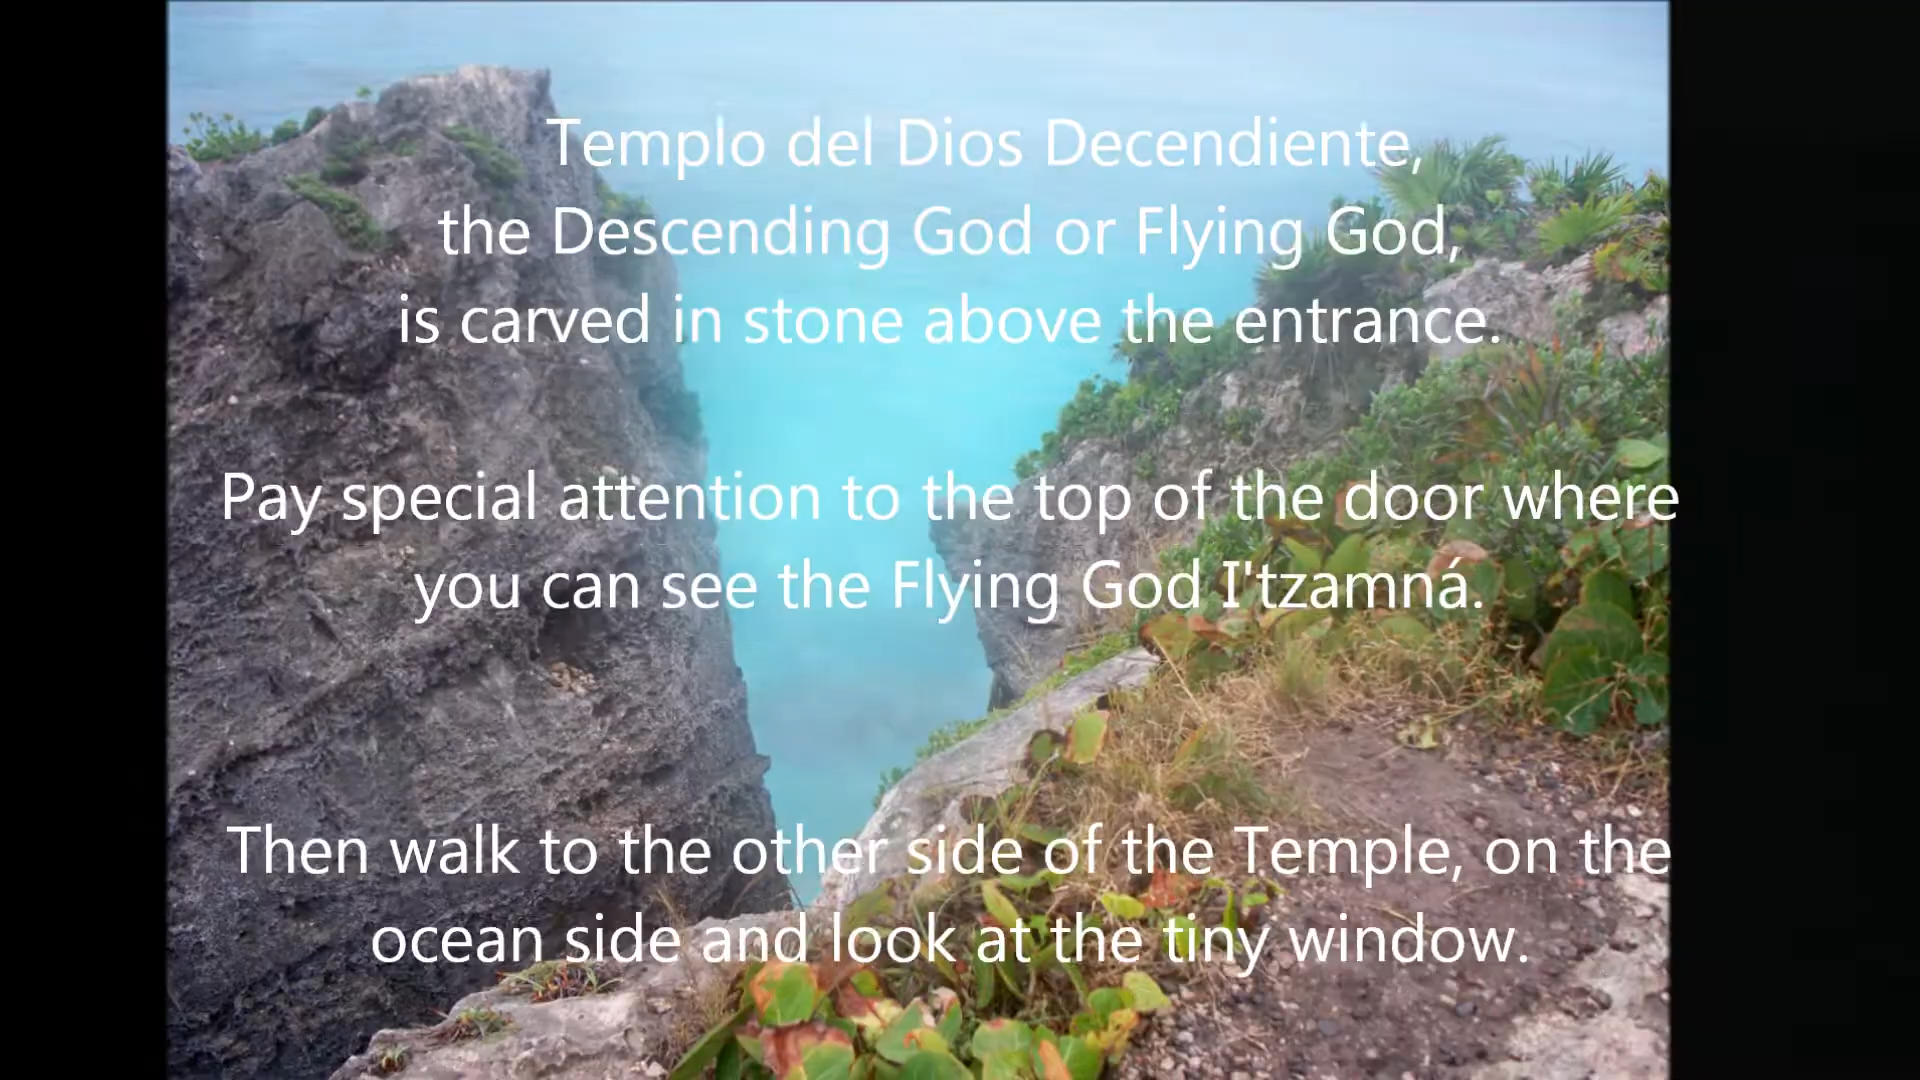 Templo del Dios Decendiente,
the Descending God or Flying God,
is carved in stone above the entrance.
Pay special attention to the top of the door where
you can see the Flying God I'tzamná.
Then walk to the other side of the Temple, on the
ocean side and look at the tiny window.